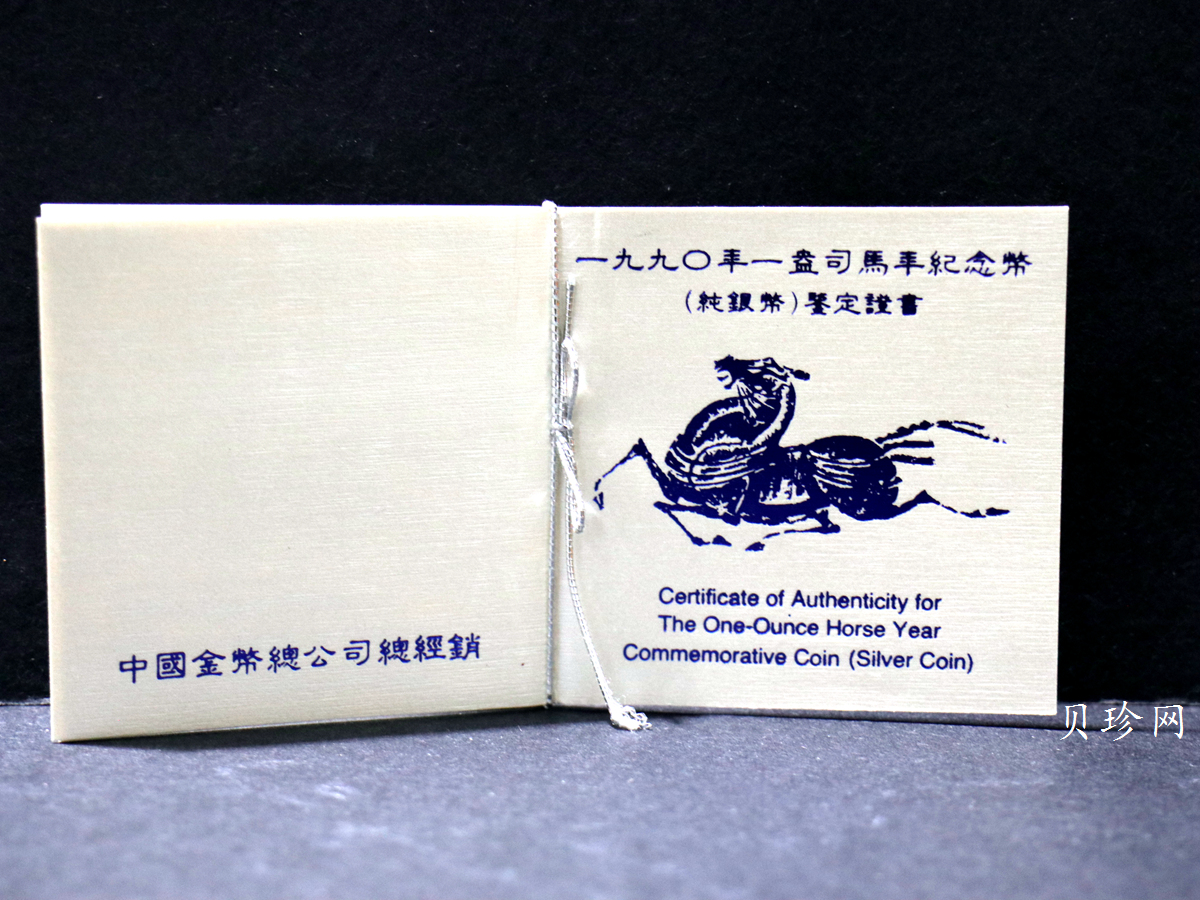 中國金幣總公司總經銷
一九九〇年一盎司馬年紀念幣
(純銀幣)鑒定證書
Certificate of Authenticity for
The One-Ounce Horse Year
Commemorative Coin (Silver Coin)
贝珍网